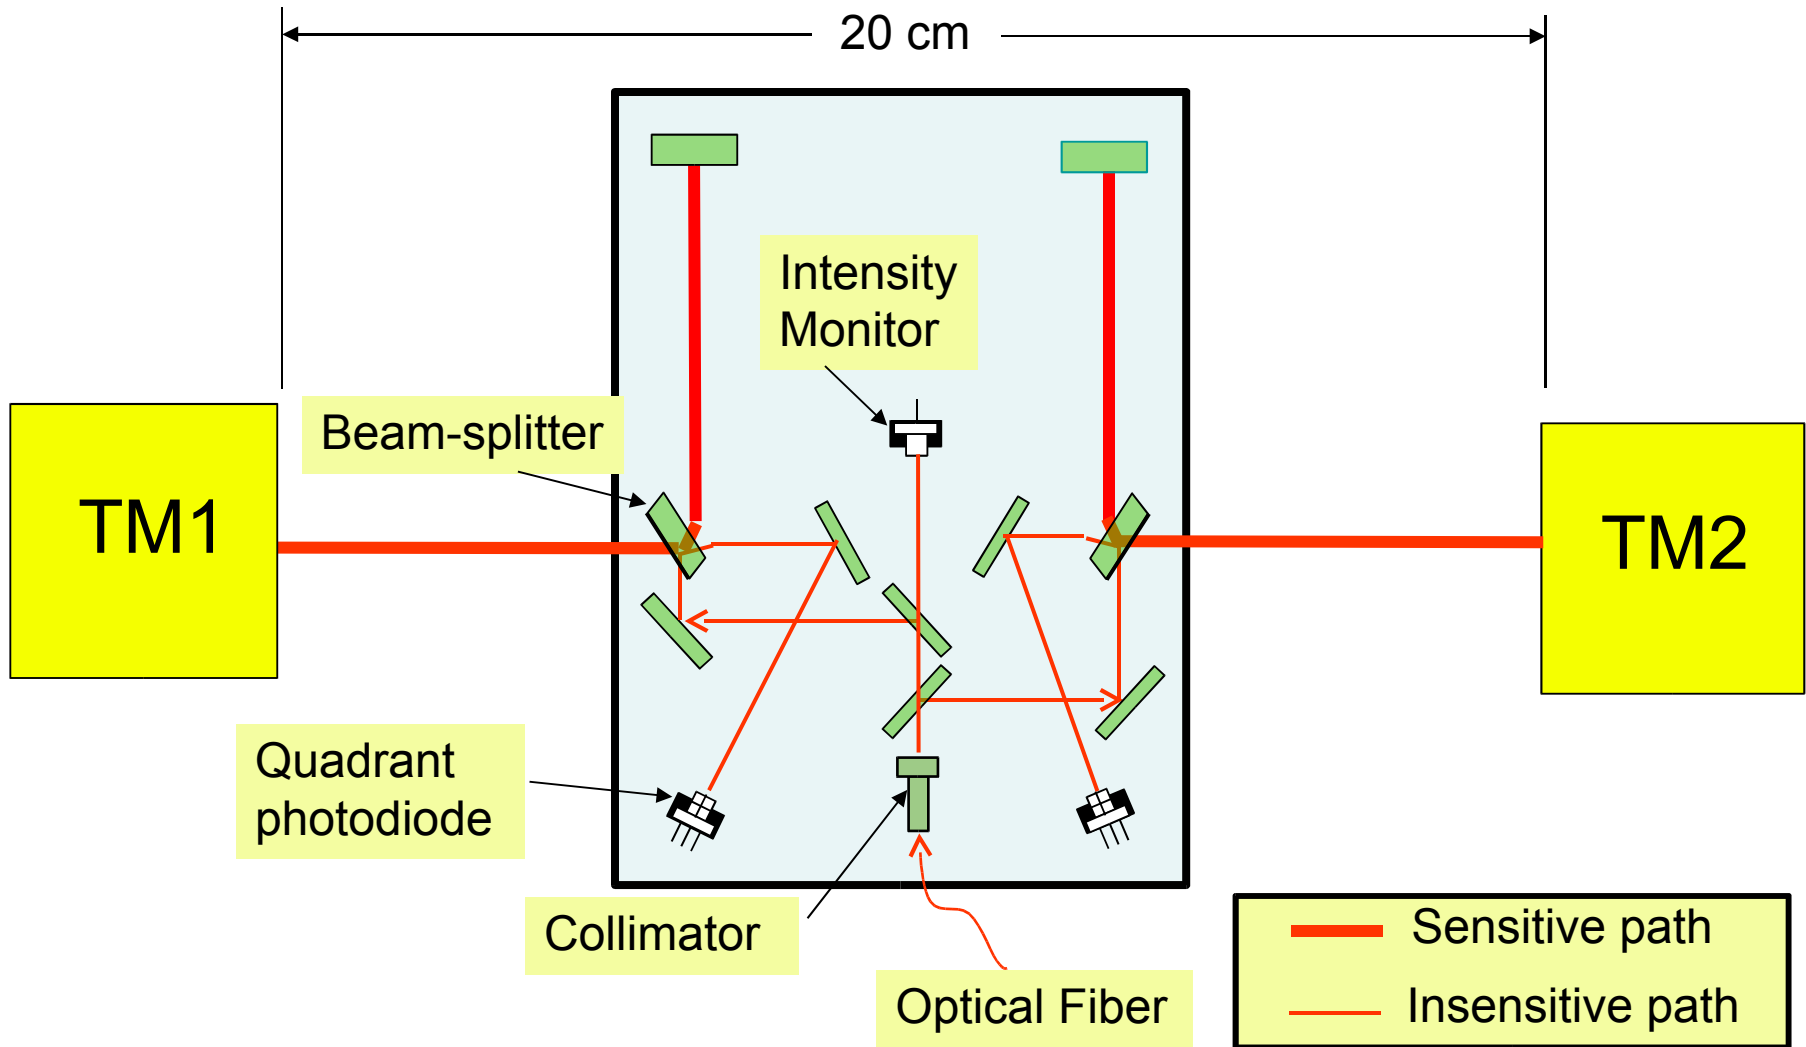 20 cm
Intensity
Monitor
Beam-splitter
TM1
TM2
Quadrant
photodiode
Collimator
Optical Fiber
Sensitive path
Insensitive path